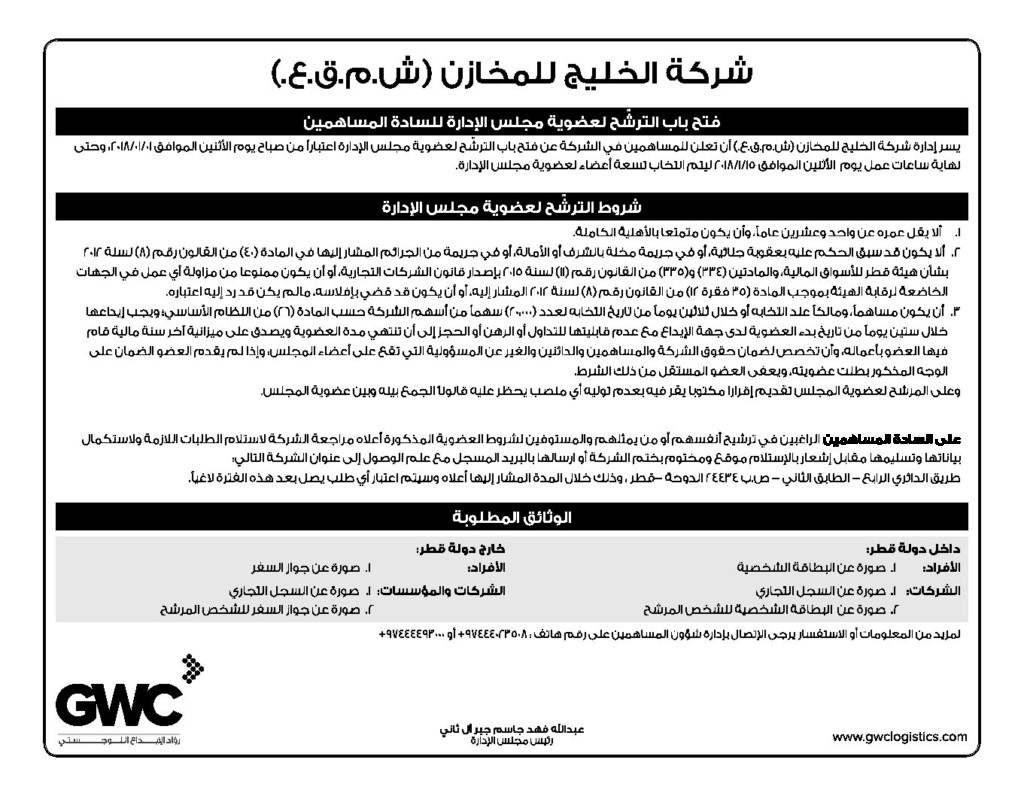 شركة الخليج للمخازن (ش.م.ق.ع.)
فتح باب الترشّح لعضوية مجلس الإدارة للسادة المساهمين
يسر إدارة شركة الخليج للمخازن (ش.م.ق.ع.) أن تعلن للمساهمين في الشركة عن فتح باب الترشّح لعضوية مجلس الإدارة اعتباراً من صباح يوم الأثنين الموافق ٢٠١٨/٠١/٠١، وحتى
نهاية ساعات عمل يوم الأثنين الموافق ٢٠١٨/١/١٥ ليتم انتخاب تسعة أعضاء لعضوية مجلس الإدارة.
شروط الترشّح لعضوية مجلس الإدارة
١. ألا يقل عمره عن واحد وعشرين عاماً، وأن يكون متمتعا بالأهلية الكاملة.
٢. ألا يكون قد سبق الحكم عليه بعقوبة جنائية، أو في جريمة مخلة بالشرف أو الأمانة، أو في جريمة من الجرائم المشار إليها في المادة (٤٠) من القانون رقم (٨) لسنة ٢٠١٢
بشأن هيئة قطر للأسواق المالية، والمادتين (٣٣٤) و(٣٣٥) من القانون رقم (١١) لسنة ٢٠١٥ بإصدار قانون الشركات التجارية، أو أن يكون ممنوعا من مزاولة أي عمل في الجهات
الخاضعة لرقابة الهيئة بموجب المادة (٣٥ فقرة ١٢) من القانون رقم (٨) لسنة ٢٠١٢ المشار إليه، أو أن يكون قد قضي بإفلاسه، مالم يكن قد رد إليه اعتباره.
٣. أن يكون مساهماً، ومالكاً عند انتخابه أو خلال ثلاثين يوماً من تاريخ انتخابه لعدد (٢٠,٠٠٠) سهماً من أسهم الشركة حسب المادة (٢٦) من النظام الأساسي؛ ويجب إيداعها
خلال ستين يوماً من تاريخ بدء العضوية لدى جهة الإيداع مع عدم قابليتها للتداول أو الرهن أو الحجز إلى أن تنتهي مدة العضوية ويصدق على ميزانية آخر سنة مالية قام
فيها العضو بأعماله، وأن تخصص لضمان حقوق الشركة والمساهمين والدائنين والغير عن المسؤولية التي تقع على أعضاء المجلس، وإذا لم يقدم العضو الضمان على
الوجه المذكور بطلت عضويته، ويعفى العضو المستقل من ذلك الشرط.
وعلى المرشح لعضوية المجلس تقديم إقرارا مكتوبا يقر فيه بعدم توليه أي منصب يحظر عليه قانوناً الجمع بينه وبين عضوية المجلس.
على السادة المساهمين الراغبين في ترشيح أنفسهم أو من يمثلهم والمستوفين لشروط العضوية المذكورة أعلاه مراجعة الشركة لاستلام الطلبات اللازمة ولاستكمال
بياناتها وتسليمها مقابل إشعار بالإستلام موقع ومختوم بختم الشركة أو ارسالها بالبريد المسجل مع علم الوصول إلى عنوان الشركة التالي:
طريق الدائري الرابع – الطابق الثاني – ص.ب ٢٤٤٣٤ الدوحة –قطر ، وذلك خلال المدة المشار إليها أعلاه وسيتم اعتبار أي طلب يصل بعد هذه الفترة لاغياً.
الوثائق المطلوبة
داخل دولة قطر:
الأفراد: ١. صورة عن البطاقة الشخصية
الشركات: ١. صورة عن السجل التجاري
٢. صورة عن البطاقة الشخصية للشخص المرشح
خارج دولة قطر:
الأفراد: ١. صورة عن جواز السفر
الشركات والمؤسسات: ١. صورة عن السجل التجاري
٢. صورة عن جواز السفر للشخص المرشح
لمزيد من المعلومات أو الاستفسار يرجى الإتصال بإدارة شؤون المساهمين على رقم هاتف : ٩٧٤٤٤٠٢٣٥٠٨+ أو ٩٧٤٤٤٤٩٣٠٠٠+
GWC
رواد الإبداع اللوجستي
عبدالله فهد جاسم جبر آل ثاني
رئيس مجلس الإدارة
www.gwclogistics.com